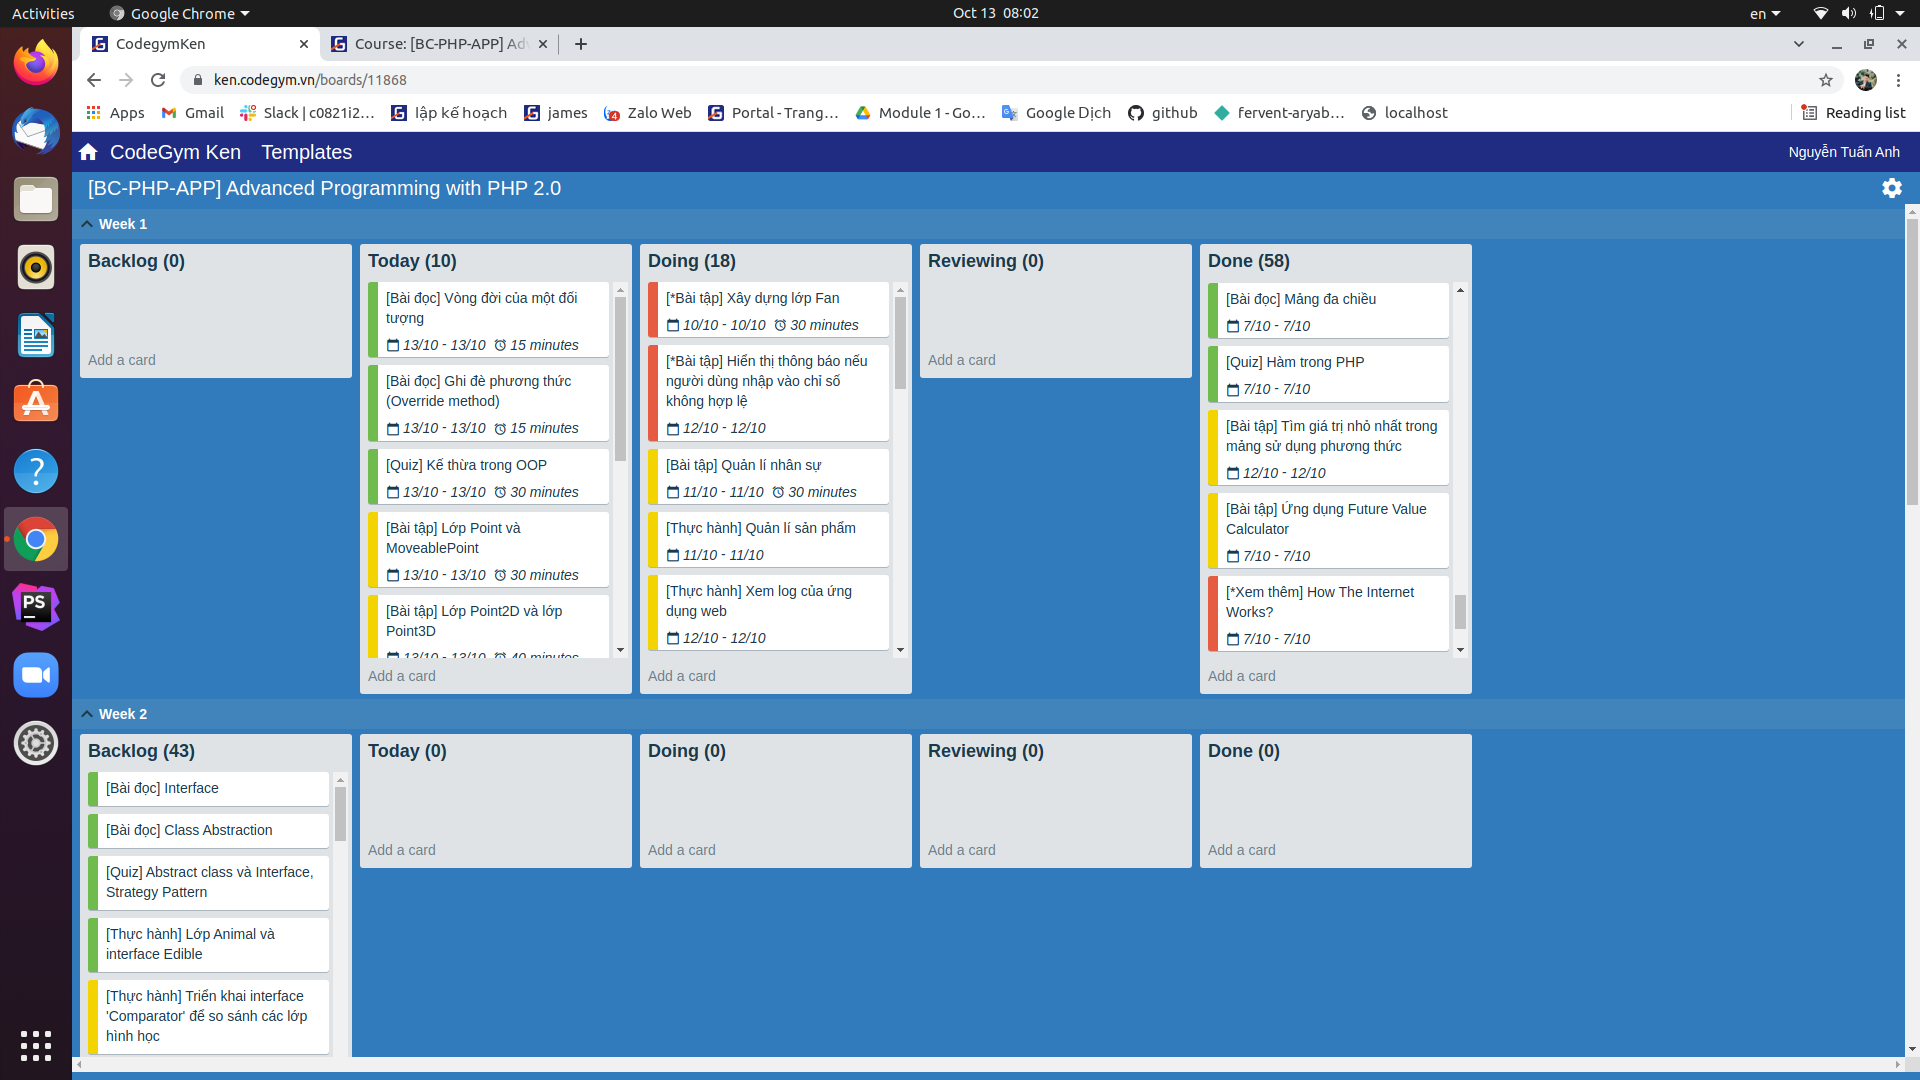 Activities
Google Chrome
Oct 13 08:02
en
CodegymKen
Course: [BC-PHP-APP] Ad
ken.codegym.vn/boards/11868
Apps
Gmail
Slack | c0821i2...
lập kế hoạch
james
Zalo Web
Portal - Trang...
Module 1 - Go...
Google Dịch
github
fervent-aryab...
localhost
Reading list
CodeGym Ken
Templates
Nguyễn Tuấn Anh
[BC-PHP-APP] Advanced Programming with PHP 2.0
Week 1
Backlog (0)
Add a card
Today (10)
[Bài đọc] Vòng đời của một đối
tượng
13/10 - 13/10 15 minutes
[Bài đọc] Ghi đè phương thức
(Override method)
13/10 - 13/10 15 minutes
[Quiz] Kế thừa trong OOP
13/10 - 13/10 30 minutes
[Bài tập] Lớp Point và
MoveablePoint
13/10 - 13/10 30 minutes
[Bài tập] Lớp Point2D và lớp
Point3D
13/10 - 13/10 40 minutes
Add a card
Doing (18)
[*Bài tập] Xây dựng lớp Fan
10/10 - 10/10 30 minutes
[*Bài tập] Hiển thị thông báo nếu
người dùng nhập vào chỉ số
không hợp lệ
12/10 - 12/10
[Bài tập] Quản lí nhân sự
11/10 - 11/10 30 minutes
[Thực hành] Quản lí sản phẩm
11/10 - 11/10
[Thực hành] Xem log của ứng
dụng web
12/10 - 12/10
Add a card
Reviewing (0)
Add a card
Done (58)
[Bài đọc] Mảng đa chiều
7/10 - 7/10
[Quiz] Hàm trong PHP
7/10 - 7/10
[Bài tập] Tìm giá trị nhỏ nhất trong
mảng sử dụng phương thức
12/10 - 12/10
[Bài tập] Ứng dụng Future Value
Calculator
7/10 - 7/10
[*Xem thêm] How The Internet
Works?
7/10 - 7/10
Add a card
Week 2
Backlog (43)
[Bài đọc] Interface
[Bài đọc] Class Abstraction
[Quiz] Abstract class và Interface,
Strategy Pattern
[Thực hành] Lớp Animal và
interface Edible
[Thực hành] Triển khai interface
'Comparator' để so sánh các lớp
hình học
Today (0)
Add a card
Doing (0)
Add a card
Reviewing (0)
Add a card
Done (0)
Add a card
PS